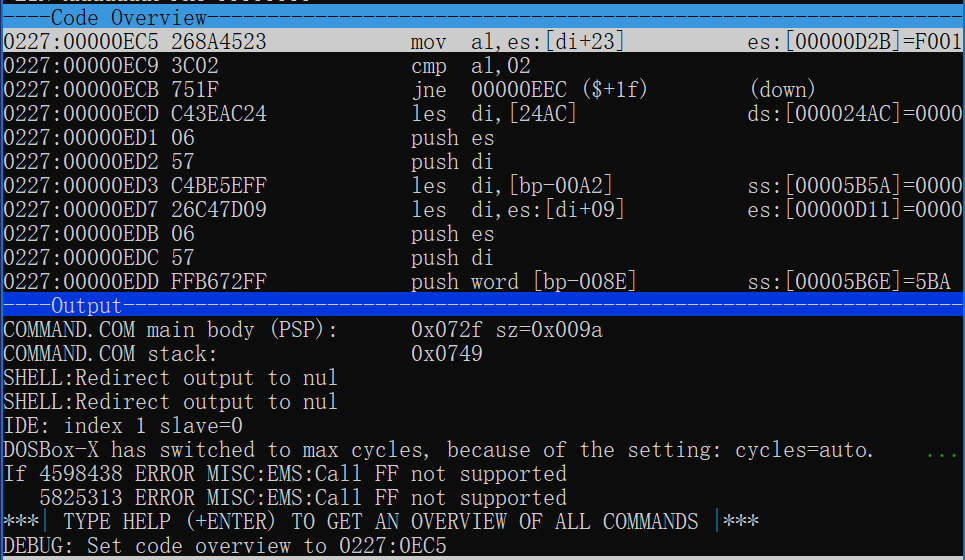 ----Code Overview----
0227:00000EC5 268A4523 mov al,es:[di+23] es:[00000D2B]=F001
0227:00000EC9 3C02 cmp al,02
0227:00000ECB 751F jne 00000EEC ($+1f) (down)
0227:00000ECD C43EAC24 les di,[24AC] ds:[000024AC]=0000
0227:00000ED1 06 push es
0227:00000ED2 57 push di
0227:00000ED3 C4BE5EFF les di,[bp-00A2] ss:[00005B5A]=0000
0227:00000ED7 26C47D09 les di,es:[di+09] es:[00000D11]=0000
0227:00000EDB 06 push es
0227:00000EDC 57 push di
0227:00000EDD FFB672FF push word [bp-008E] ss:[00005B6E]=5BA
----Output----
COMMAND.COM main body (PSP): 0x072f sz=0x009a
COMMAND.COM stack: 0x0749
SHELL:Redirect output to nul
SHELL:Redirect output to nul
IDE: index 1 slave=0
DOSBox-X has switched to max cycles, because of the setting: cycles=auto. ...
If 4598438 ERROR MISC:EMS:Call FF not supported
5825313 ERROR MISC:EMS:Call FF not supported
***| TYPE HELP (+ENTER) TO GET AN OVERVIEW OF ALL COMMANDS |***
DEBUG: Set code overview to 0227:0EC5